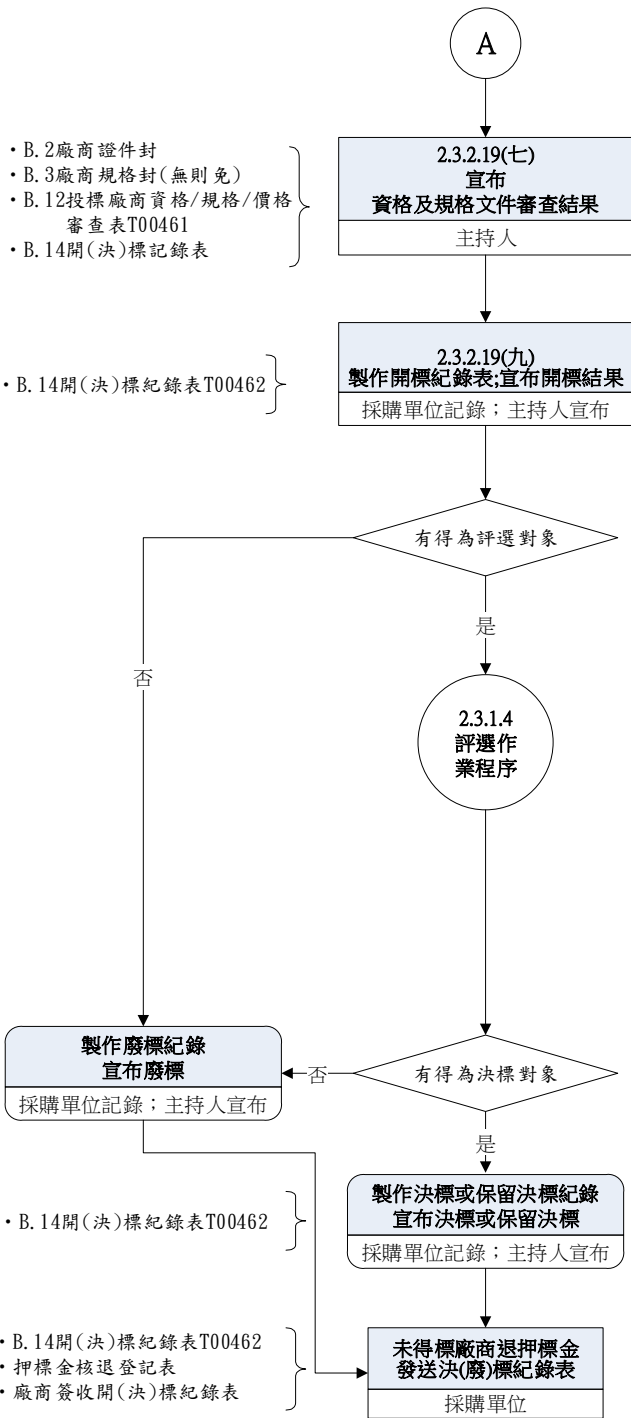 A
・B.2廠商證件封
・B.3廠商規格封(無則免)
・B.12投標廠商資格/規格/價格
審查表T00461
・B.14開(決)標記錄表
2.3.2.19(七)
宣布
資格及規格文件審查結果
主持人
・B.14開(決)標紀錄表T00462
2.3.2.19(九)
製作開標紀錄表;宣布開標結果
採購單位記錄；主持人宣布
有得為評選對象
是
否
2.3.1.4
評選作
業程序
製作廢標紀錄
宣布廢標
採購單位記錄；主持人宣布
否
有得為決標對象
是
・B.14開(決)標紀錄表T00462
製作決標或保留決標紀錄
宣布決標或保留決標
採購單位記錄；主持人宣布
・B.14開(決)標紀錄表T00462
・押標金核退登記表
・廠商簽收開(決)標紀錄表
未得標廠商退押標金
發送決(廢)標紀錄表
採購單位